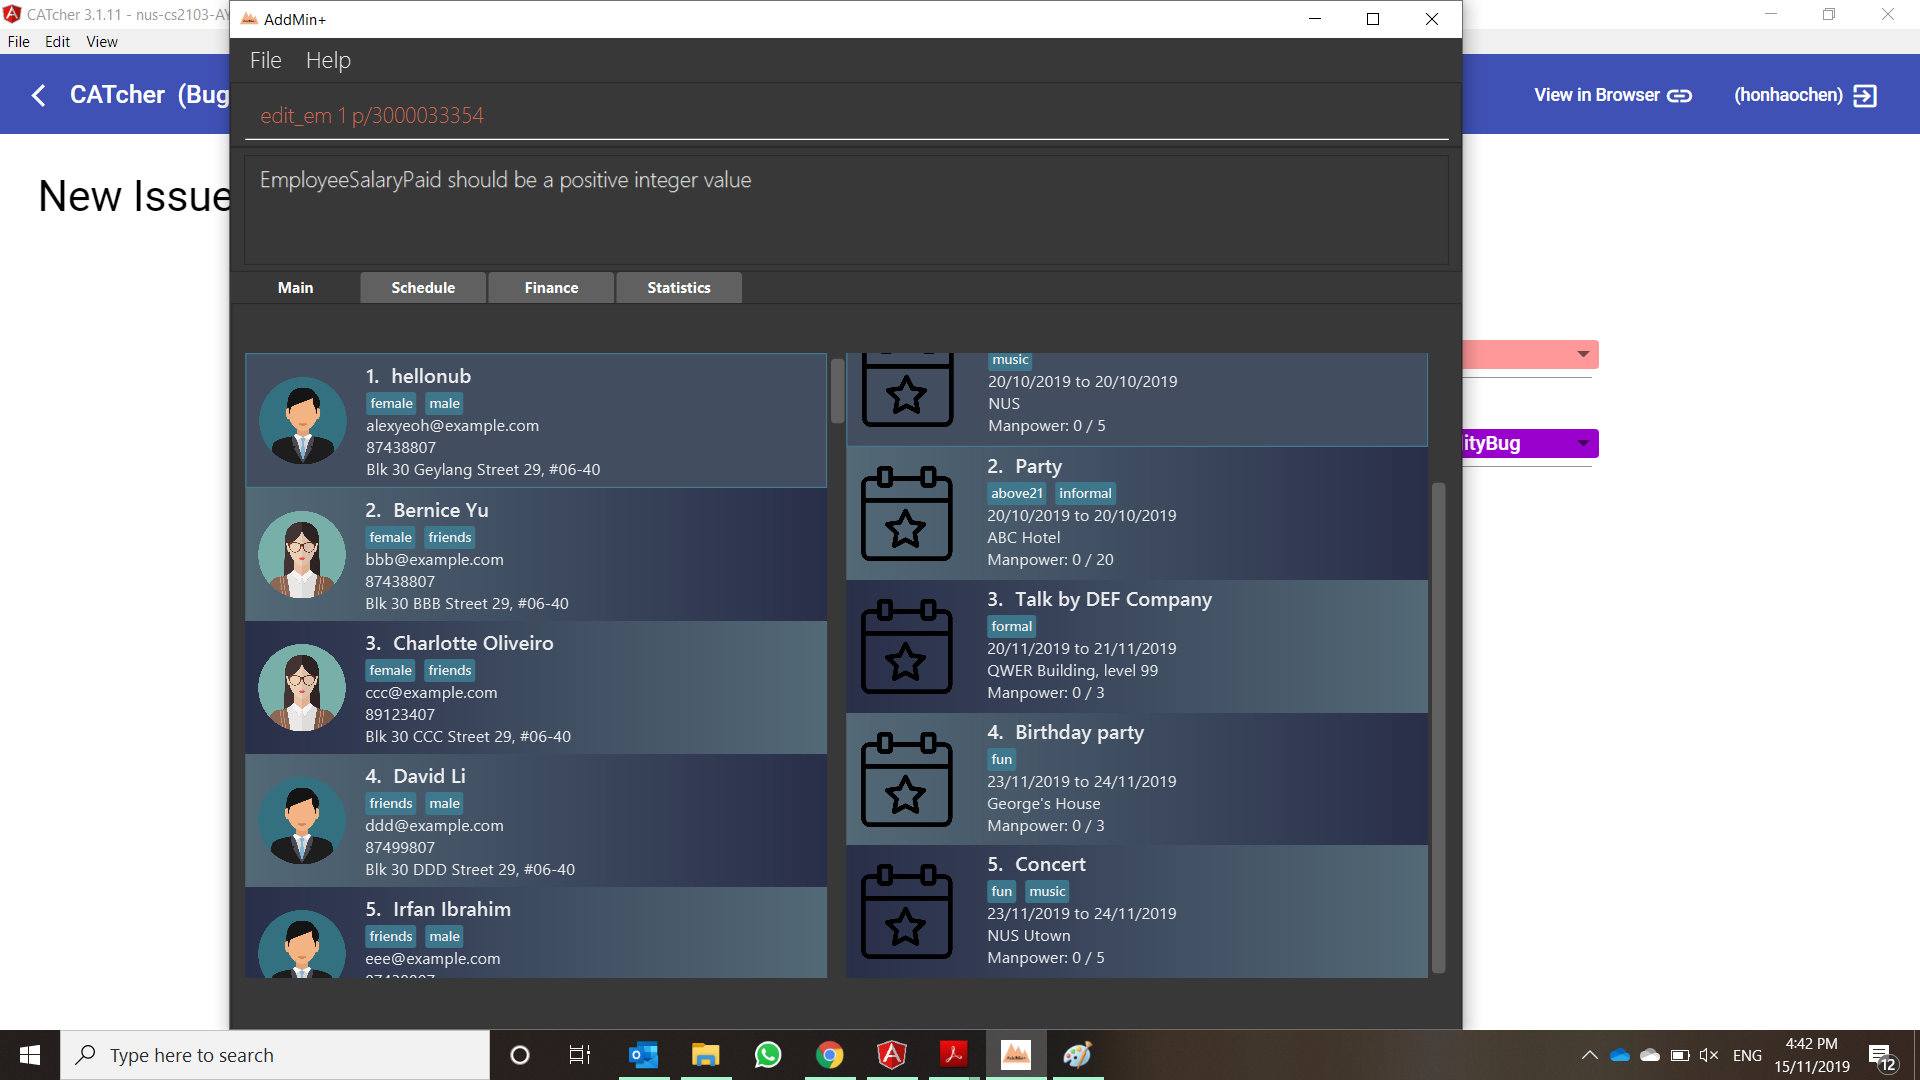 CATcher 3.1.11 - nus-cs2103-AY
File Edit View
CATcher (Bug
View in Browser
(honhaochen)
New Issue
lityBug
AddMin+
File Help
edit_em 1 p/3000033354
EmployeeSalaryPaid should be a positive integer value
Main Schedule Finance Statistics
1. hellonub
female male
alexyeoh@example.com
87438807
Blk 30 Geylang Street 29, #06-40
2. Bernice Yu
female friends
bbb@example.com
87438807
Blk 30 BBB Street 29, #06-40
3. Charlotte Oliveiro
female friends
ccc@example.com
89123407
Blk 30 CCC Street 29, #06-40
4. David Li
friends male
ddd@example.com
87499807
Blk 30 DDD Street 29, #06-40
5. Irfan Ibrahim
friends male
eee@example.com
music
20/10/2019 to 20/10/2019
NUS
Manpower: 0 / 5
2. Party
above21 informal
20/10/2019 to 20/10/2019
ABC Hotel
Manpower: 0 / 20
3. Talk by DEF Company
formal
20/11/2019 to 21/11/2019
QWER Building, level 99
Manpower: 0 / 3
4. Birthday party
fun
23/11/2019 to 24/11/2019
George's House
Manpower: 0 / 3
5. Concert
fun music
23/11/2019 to 24/11/2019
NUS Utown
Manpower: 0 / 5
Type here to search
ENG
4:42 PM
15/11/2019
12